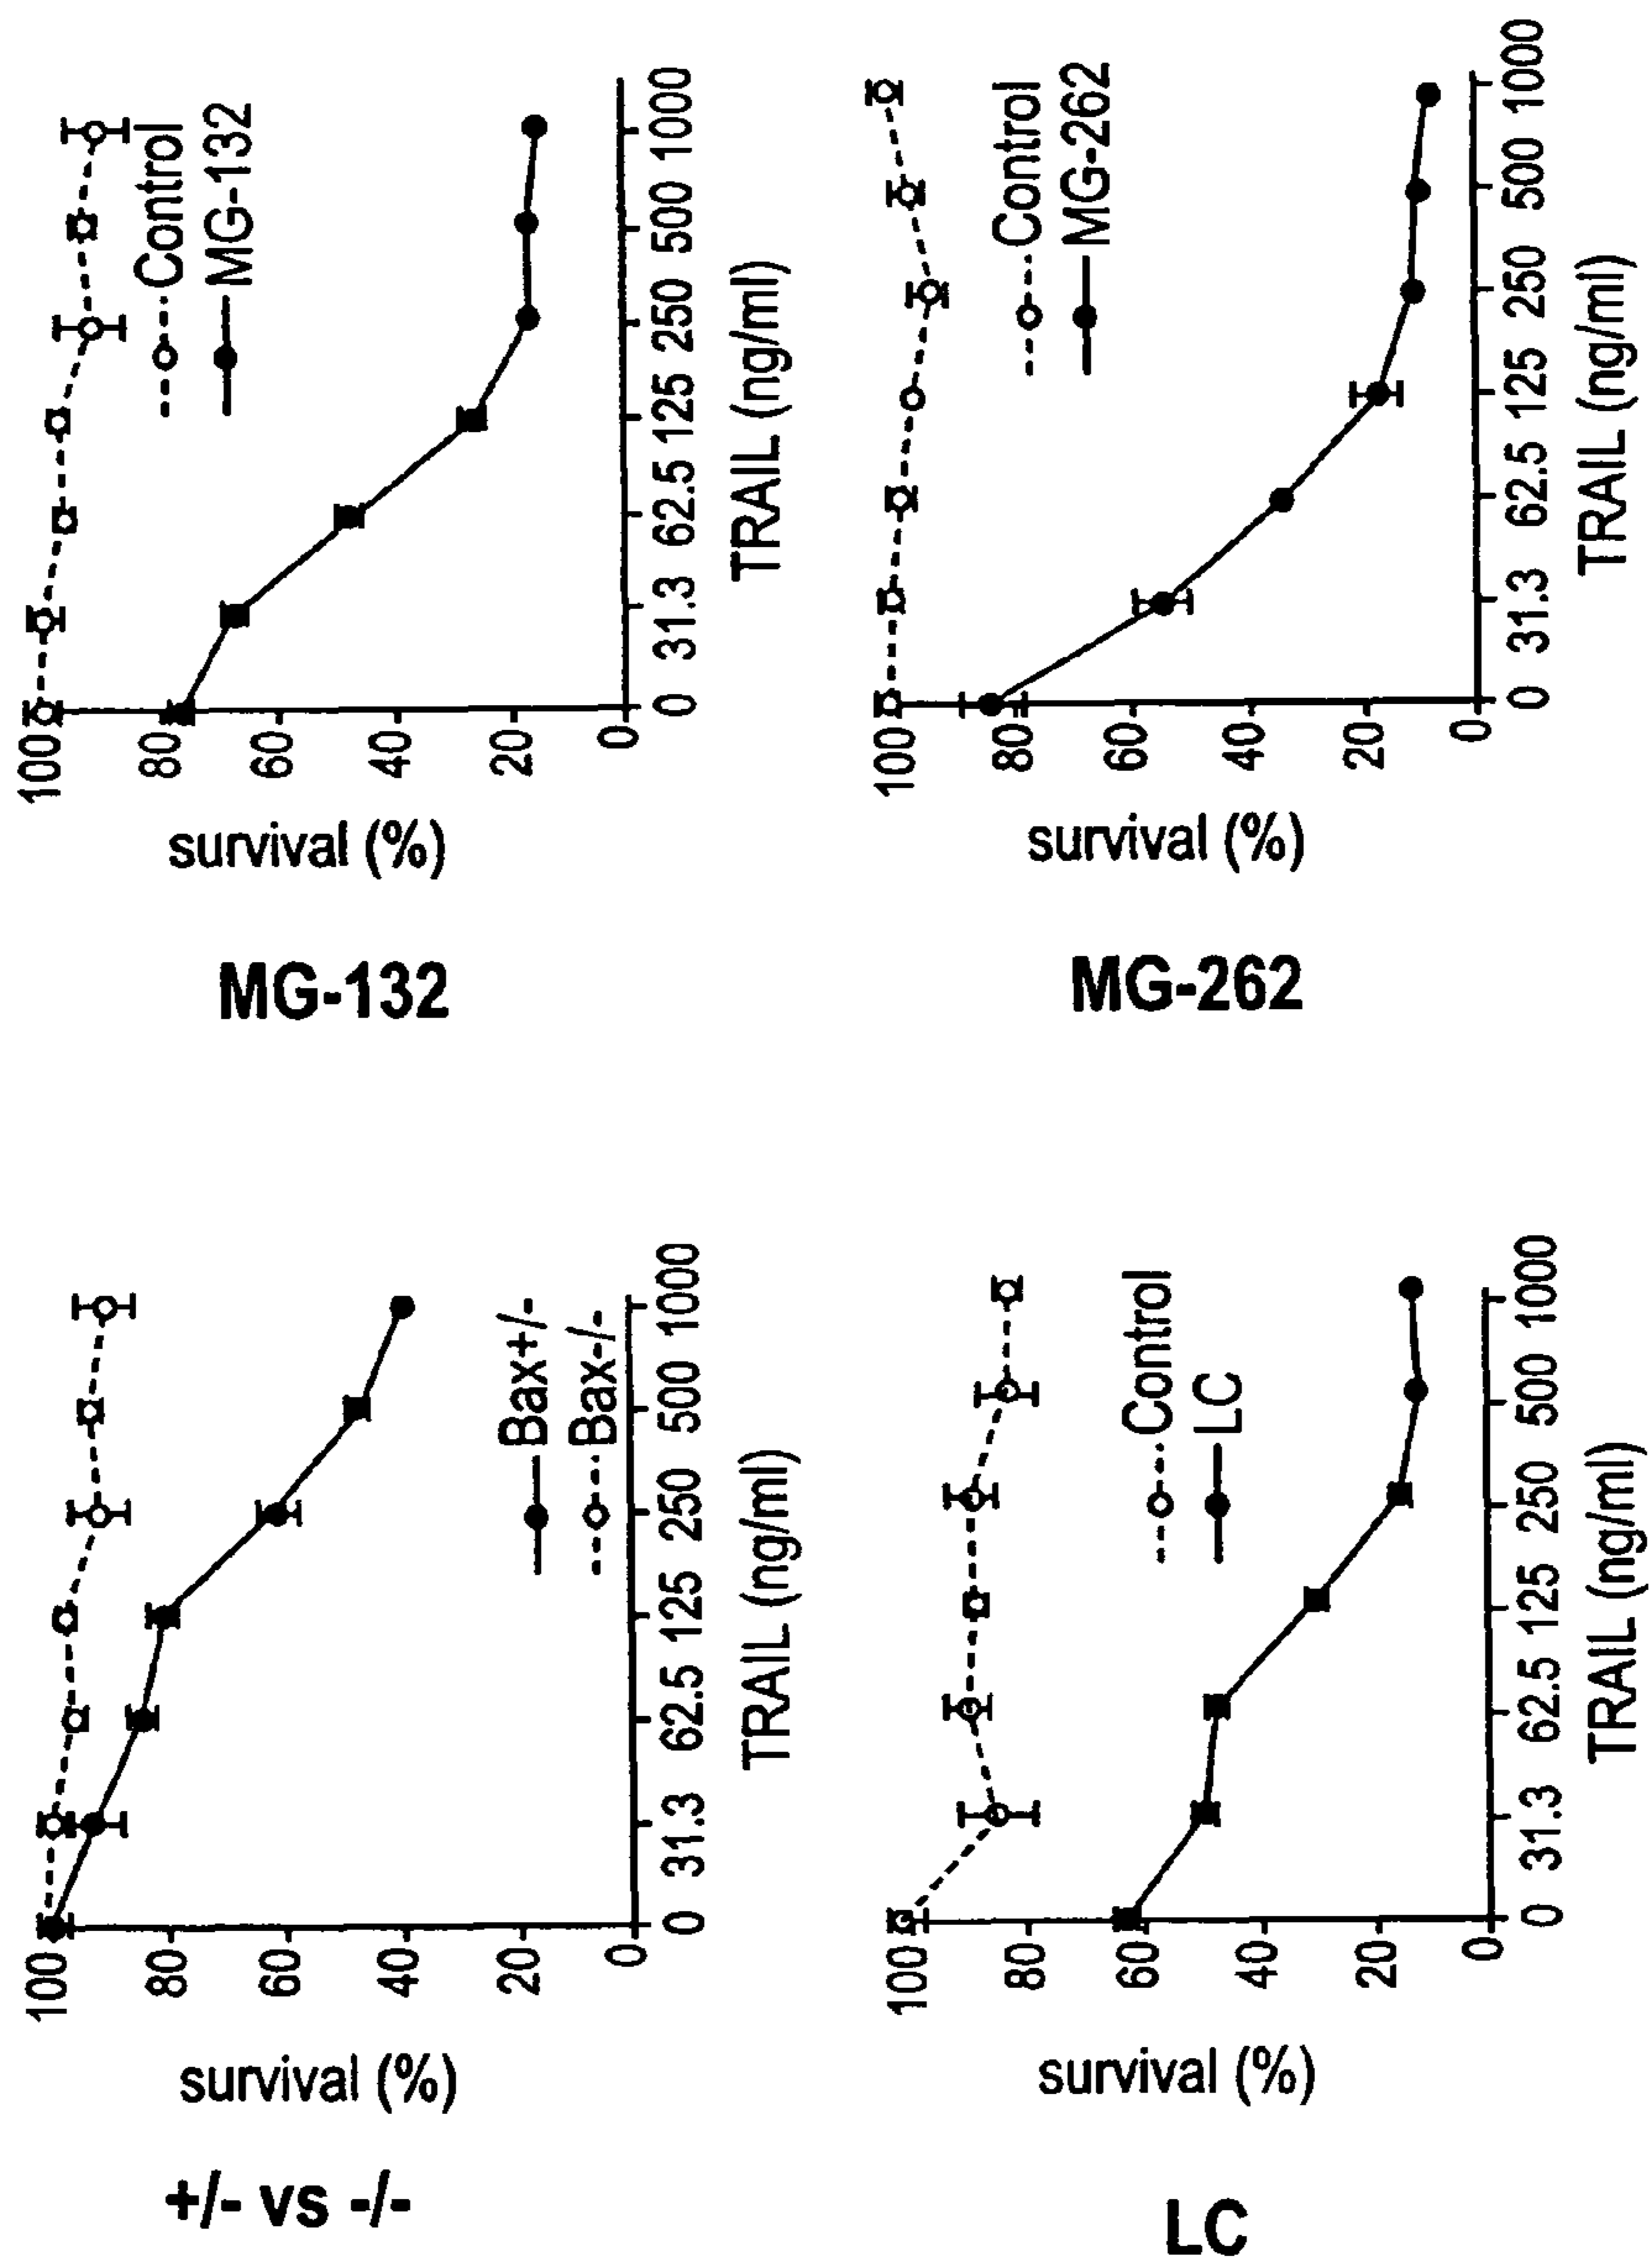 +/- vs -/-
survival (%)
100
80
60
40
20
0
0 31.3 62.5 125 250 500 1000
TRAIL (ng/ml)
Bax+/-
Bax-/-
MG-132
survival (%)
100
80
60
40
20
0
0 31.3 62.5 125 250 500 1000
TRAIL (ng/ml)
Control
MG-132
LC
survival (%)
100
80
60
40
20
0
0 31.3 62.5 125 250 500 1000
TRAIL (ng/ml)
Control
LC
MG-262
survival (%)
100
80
60
40
20
0
0 31.3 62.5 125 250 500 1000
TRAIL (ng/ml)
Control
MG-262